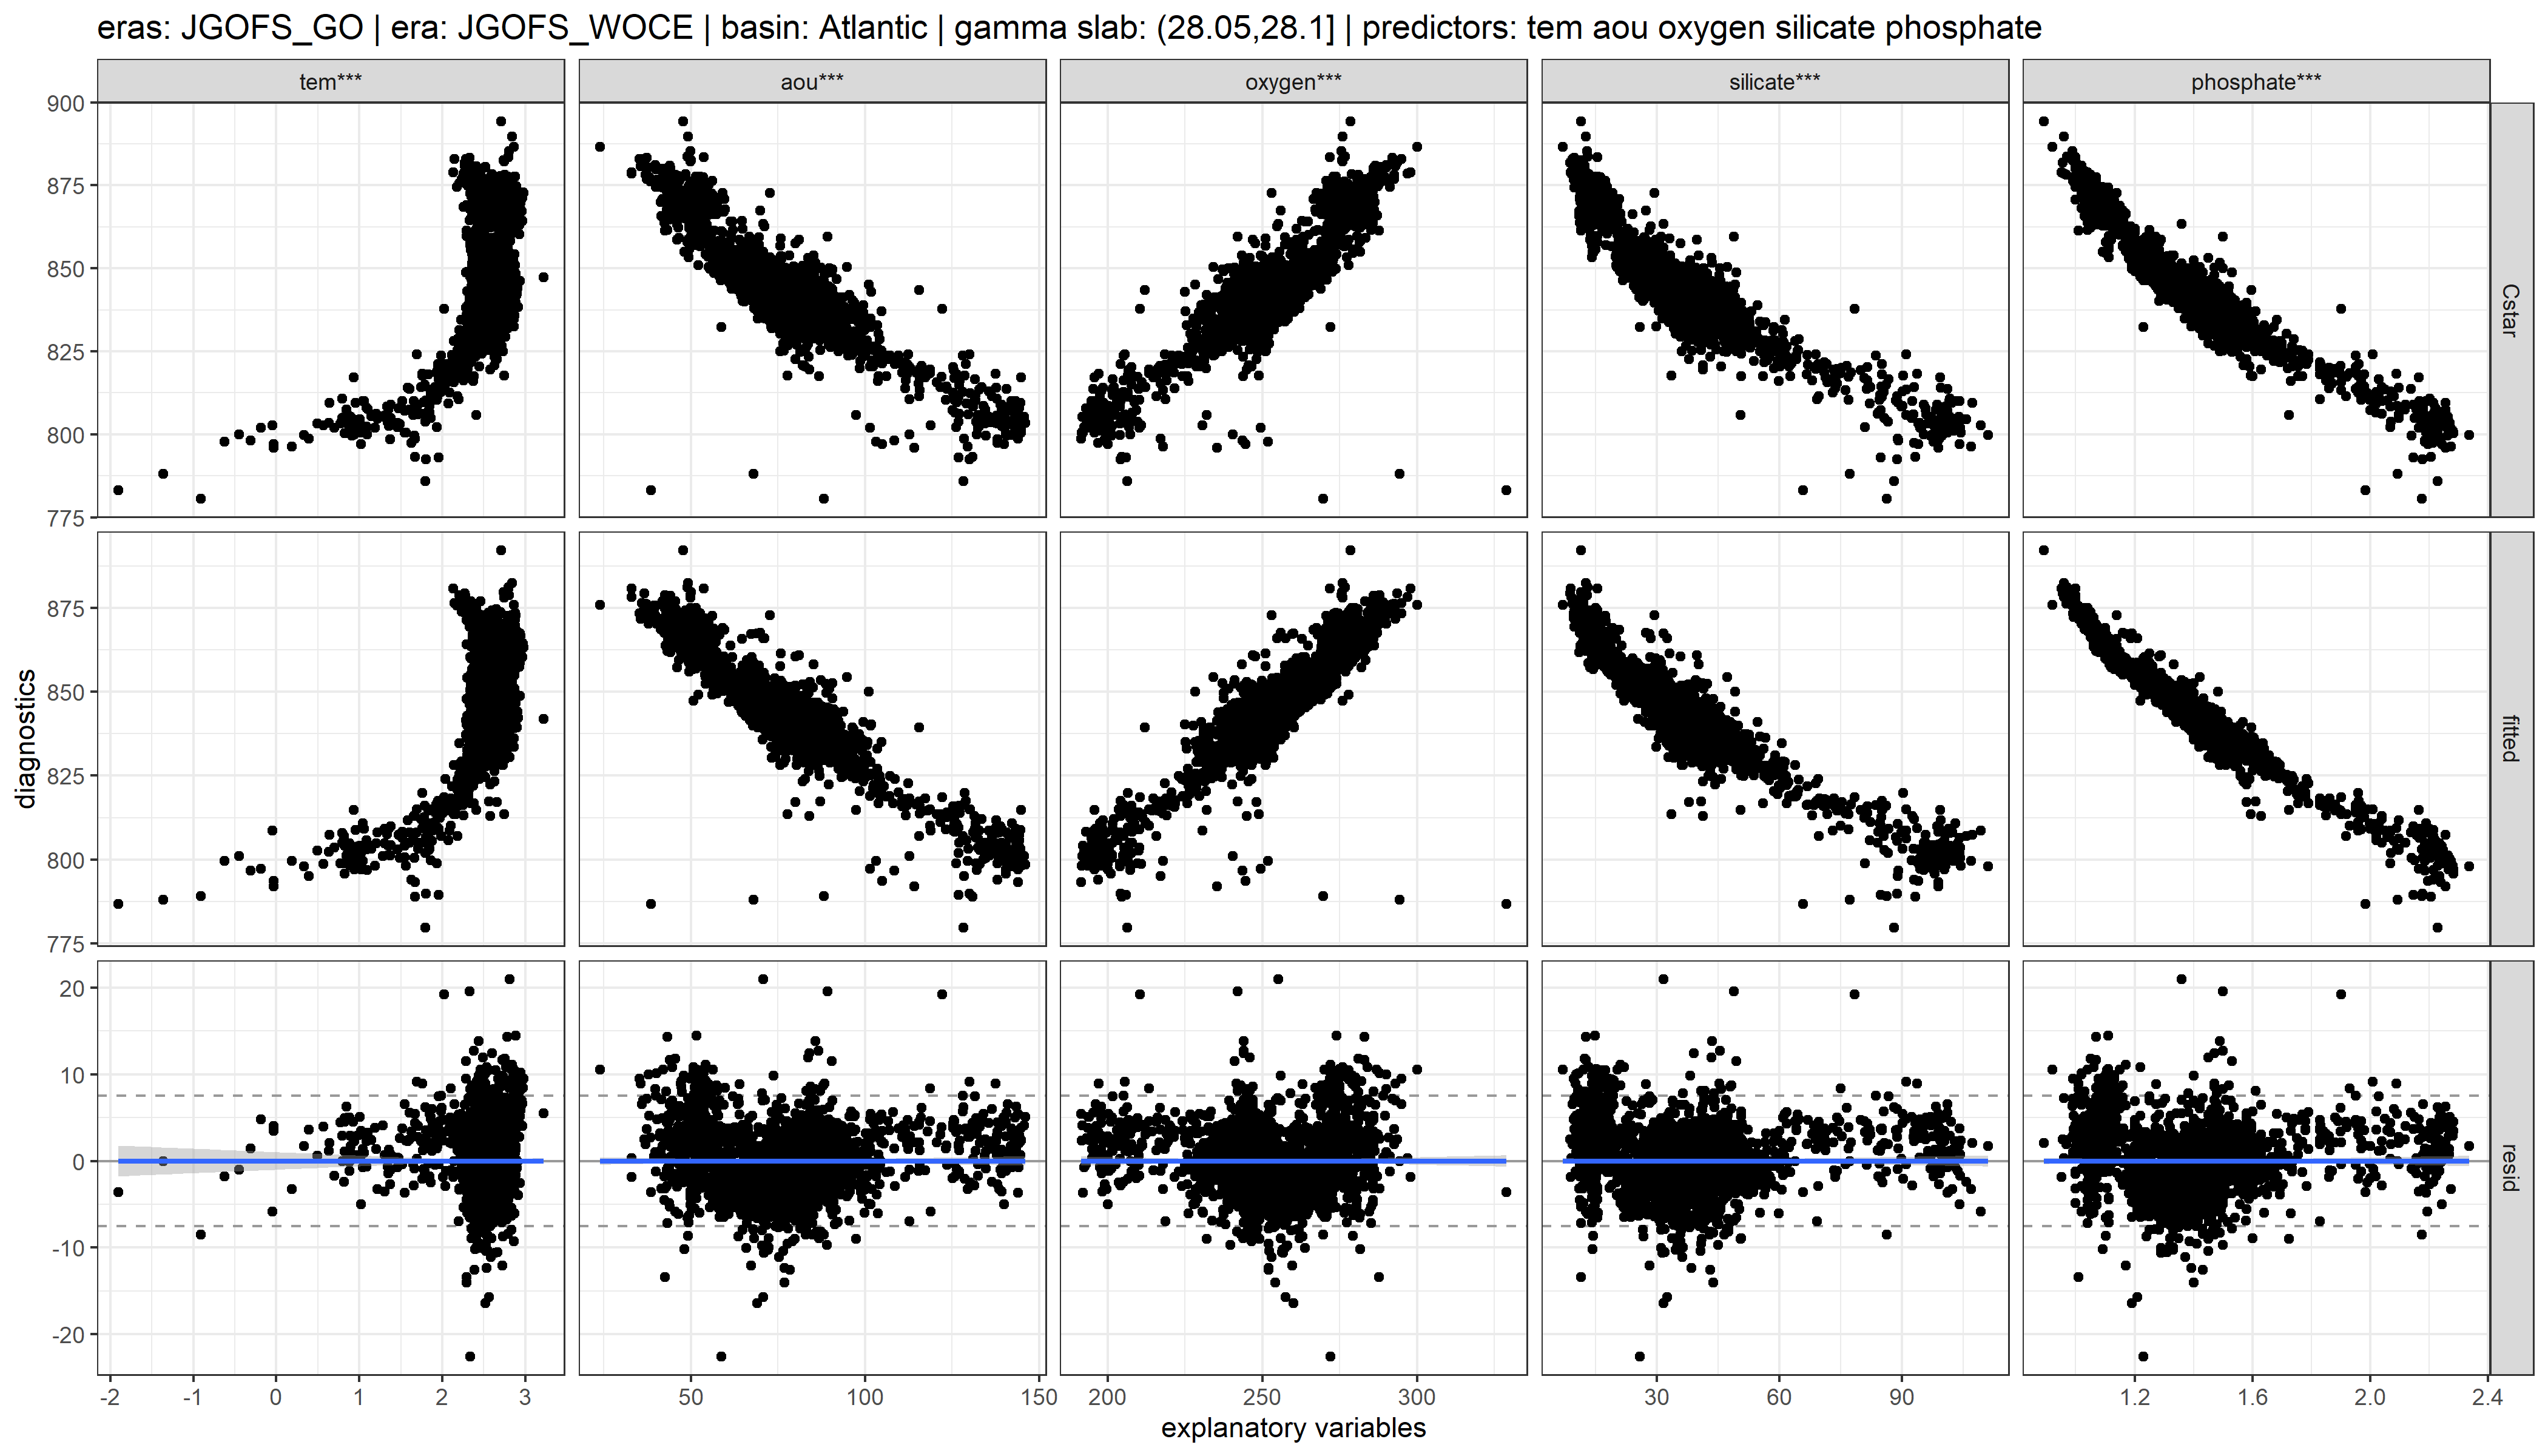 eras: JGOFS_GO | era: JGOFS_WOCE | basin: Atlantic | gamma slab: (28.05,28.1] | predictors: tem aou oxygen silicate phosphate
tem*** aou*** oxygen*** silicate*** phosphate***
900
875
850
825
800
775
Cstar
875
850
825
800
775
fitted
diagnostics
20
10
0
-10
-20
resid
-2 -1 0 1 2 3 50 100 150 200 250 300 30 60 90 1.2 1.6 2.0 2.4
explanatory variables